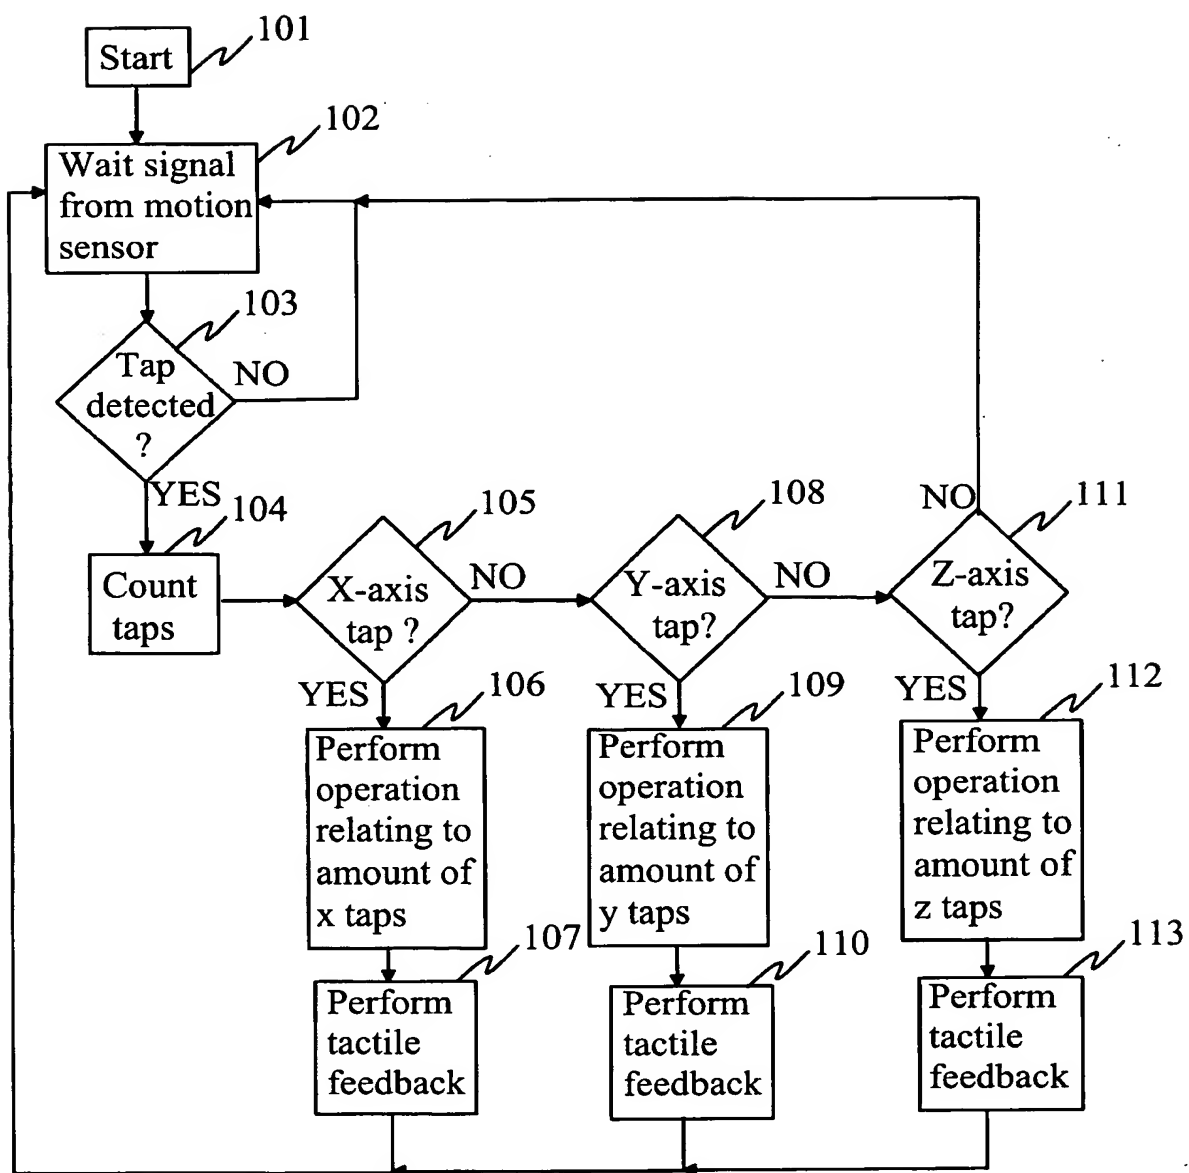 Start
101
102
Wait signal
from motion
sensor
103
Tap
detected
?
NO
YES
104
Count
taps
105
X-axis
tap ?
NO
108
Y-axis
tap?
NO
NO
111
Z-axis
tap?
YES
106
Perform
operation
relating to
amount of
x taps
107
Perform
tactile
feedback
YES
109
Perform
operation
relating to
amount of
y taps
110
Perform
tactile
feedback
YES
112
Perform
operation
relating to
amount of
z taps
113
Perform
tactile
feedback